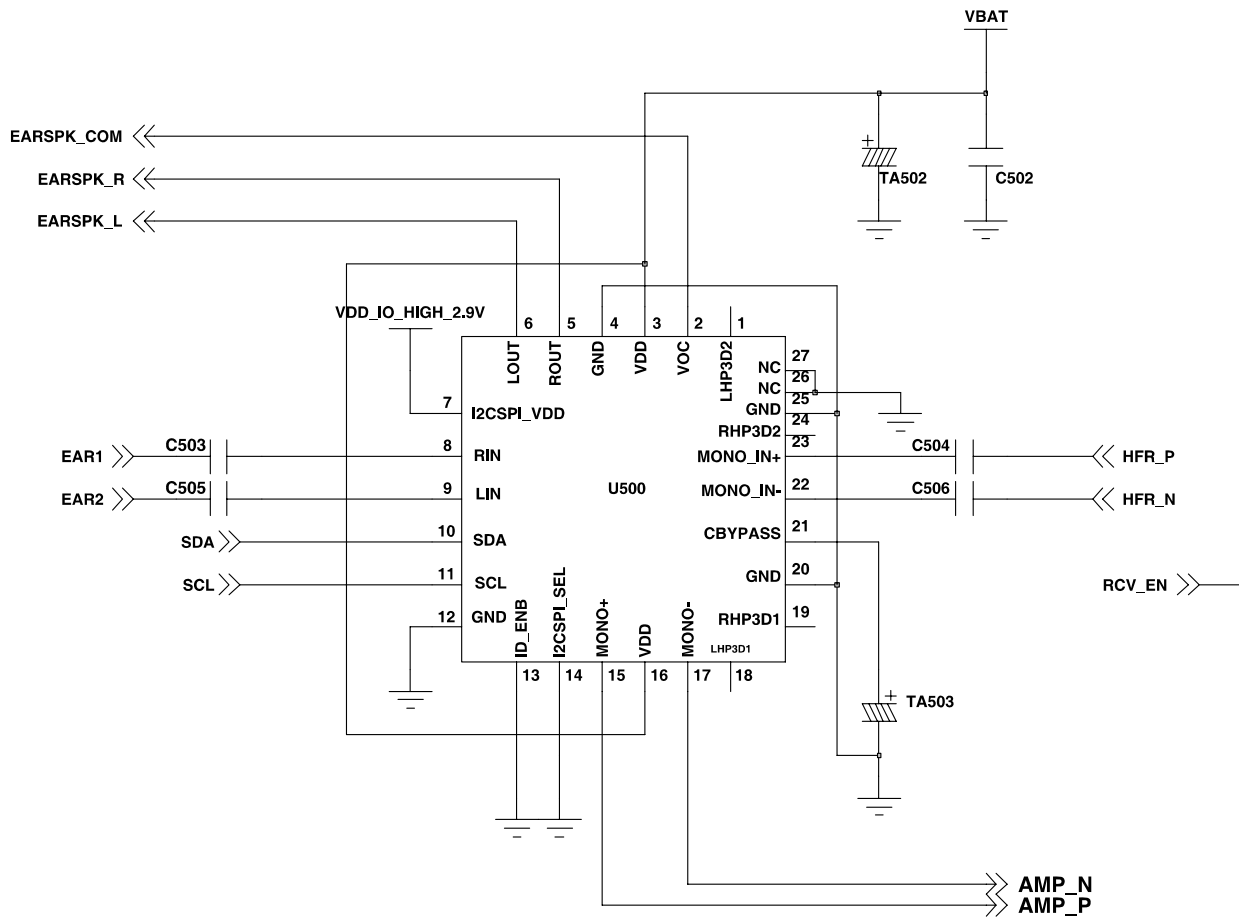 VBAT
EARSPK_COM
+
TA502
C502
EARSPK_R
EARSPK_L
VDD_IO_HIGH_2.9V
6 5 4 3 2 1
LOUT ROUT GND VDD VOC LHP3D2
27
NC
26
NC
25
GND
24
RHP3D2
23
7
I2CSPI_VDD
EAR1 C503 8 RIN
MONO_IN+ C504 HFR_P
EAR2 C505 9 LIN
U500
MONO_IN- 22 C506 HFR_N
SDA 10 SDA
CBYPASS 21
SCL 11 SCL
GND 20
RCV_EN
12 GND
RHP3D1 19
ID_ENB I2CSPI_SEL MONO+ VDD MONO- LHP3D1
13 14 15 16 17 18
+
TA503
AMP_N
AMP_P